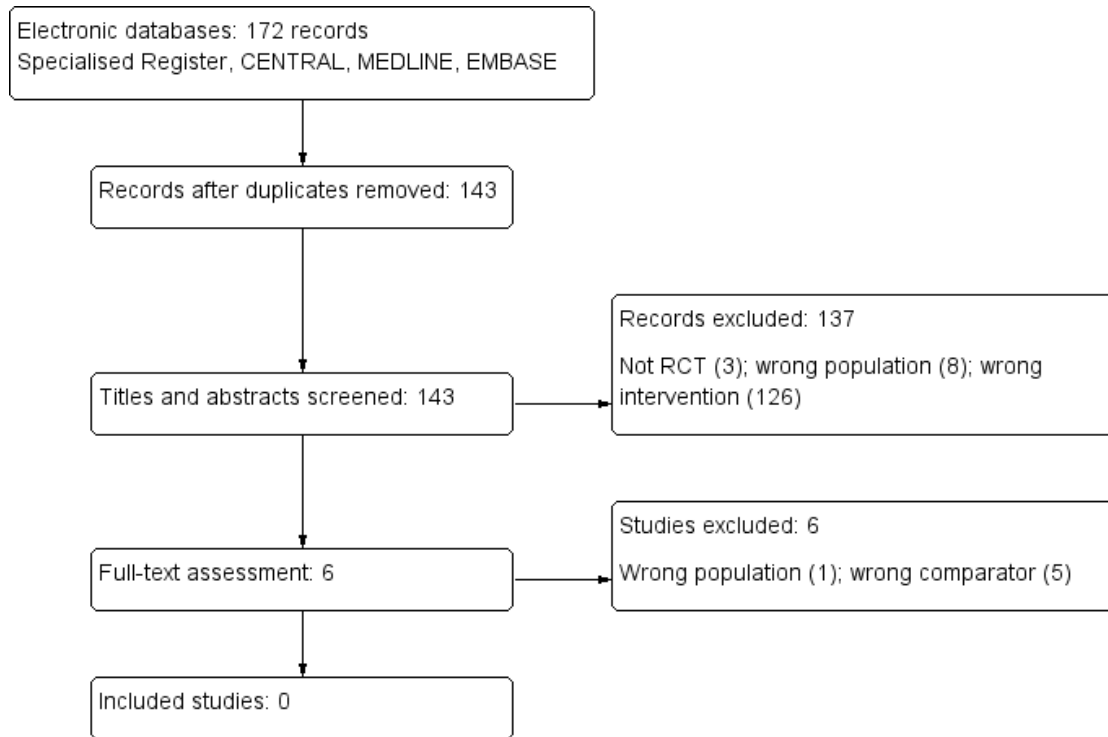 Electronic databases: 172 records
Specialised Register, CENTRAL, MEDLINE, EMBASE
Records after duplicates removed: 143
Records excluded: 137
Not RCT (3); wrong population (8); wrong
intervention (126)
Titles and abstracts screened: 143
Studies excluded: 6
Wrong population (1); wrong comparator (5)
Full-text assessment: 6
Included studies: 0